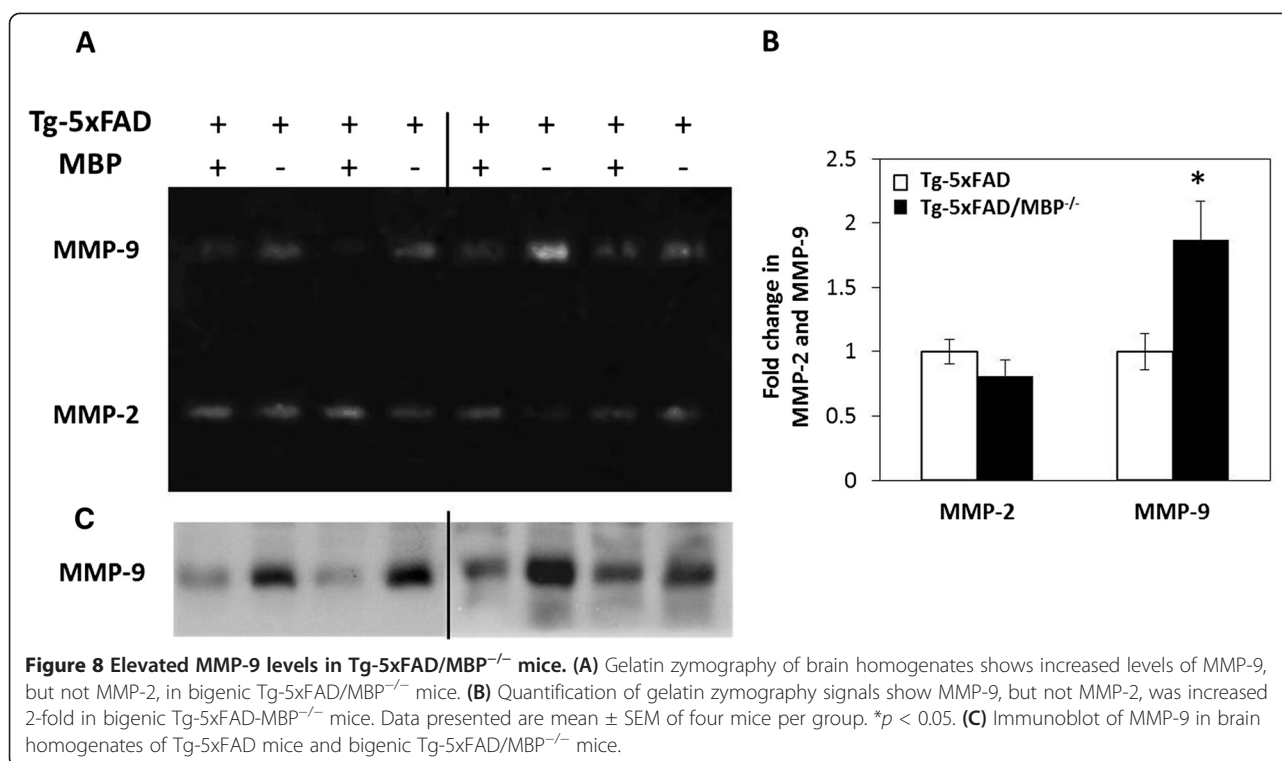 A
Tg-5xFAD + + + + + + + +
MBP + - + - + - + -
MMP-9
MMP-2
B
Fold change in
MMP-2 and MMP-9
2.5
2
1.5
1
0.5
0
Tg-5xFAD
Tg-5xFAD/MBP-/-
*
MMP-2 MMP-9
C
MMP-9
Figure 8 Elevated MMP-9 levels in Tg-5xFAD/MBP−/− mice. (A) Gelatin zymography of brain homogenates shows increased levels of MMP-9,
but not MMP-2, in bigenic Tg-5xFAD/MBP−/− mice. (B) Quantification of gelatin zymography signals show MMP-9, but not MMP-2, was increased
2-fold in bigenic Tg-5xFAD-MBP−/− mice. Data presented are mean ± SEM of four mice per group. *p < 0.05. (C) Immunoblot of MMP-9 in brain
homogenates of Tg-5xFAD mice and bigenic Tg-5xFAD/MBP−/− mice.